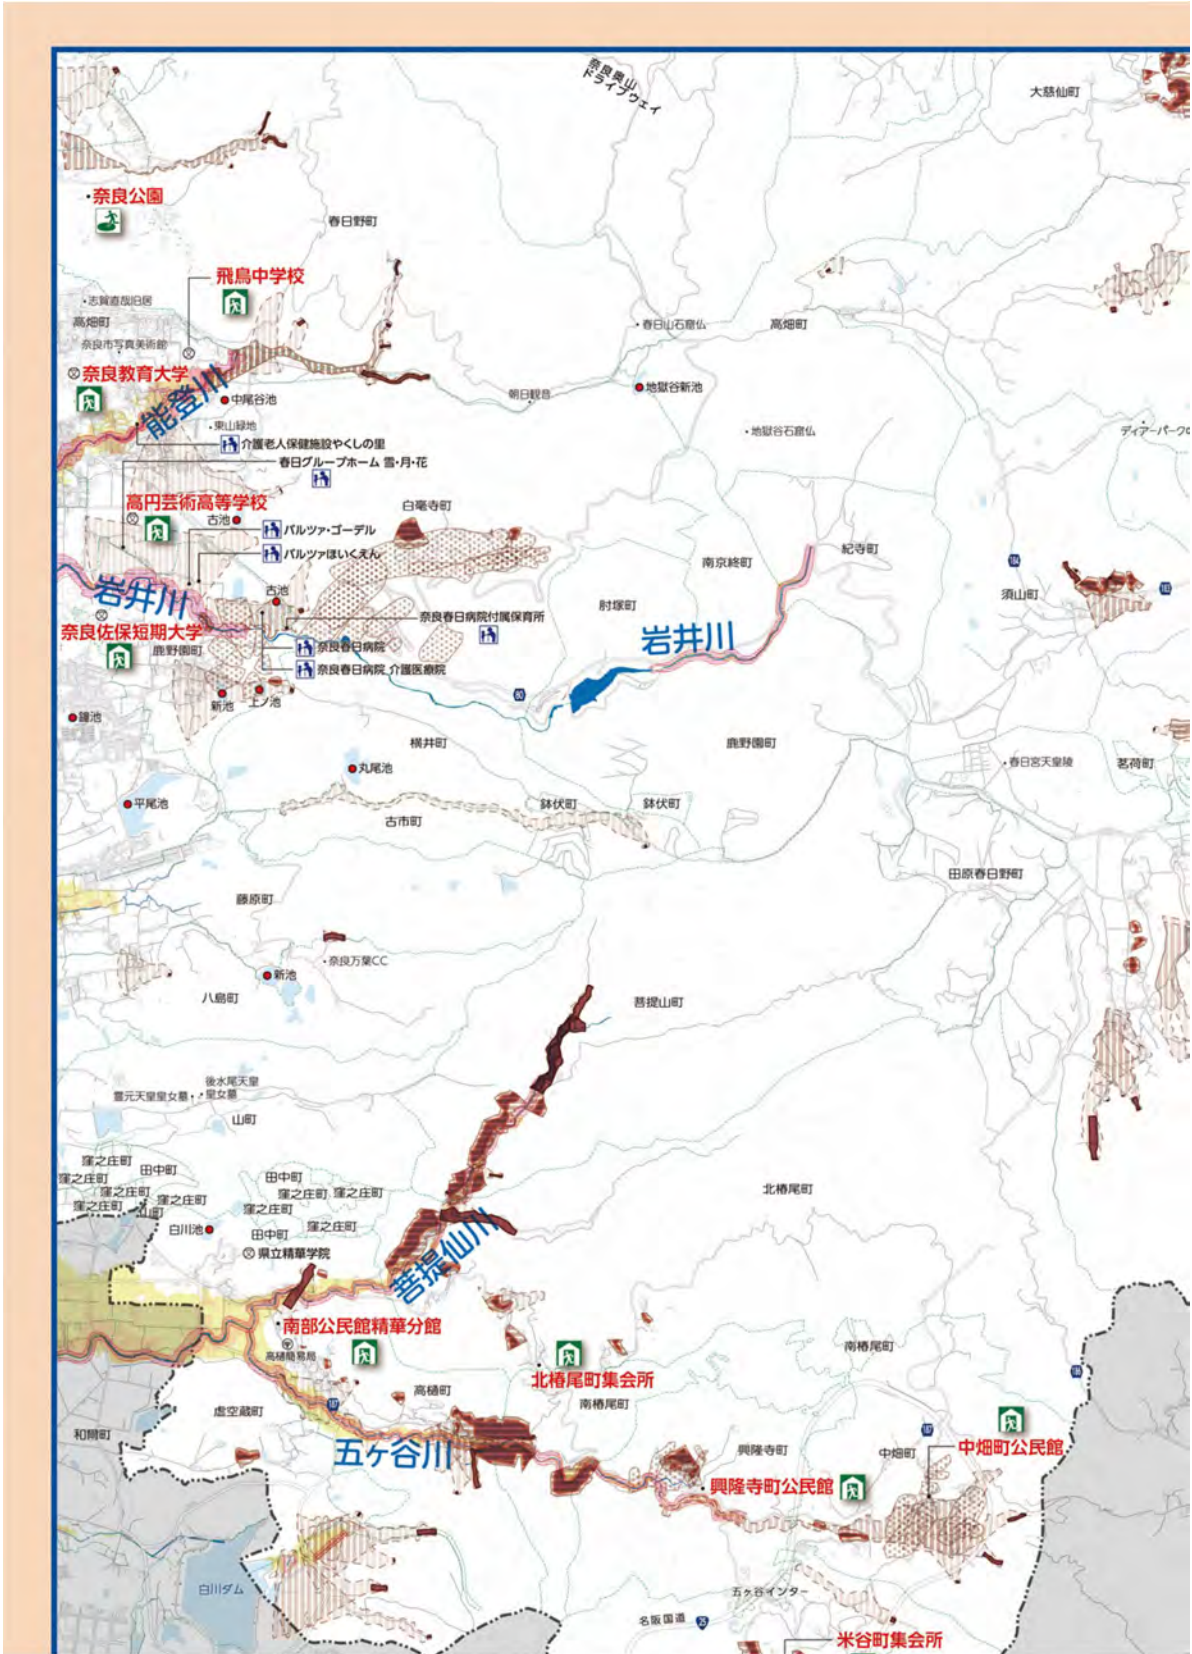 奈良奥山
ドライブウェイ
大慈仙町
奈良公園
春日野町
飛鳥中学校
志賀直哉旧居
高畑町
奈良市写真美術館
春日山石窟仏
高畑町
奈良教育大学
能登川
中尾谷池
朝日観音
地獄谷新池
東山緑地
地獄谷石窟仏
介護老人保健施設やくしの里
春日グループホーム 雪・月・花
高円芸術高等学校
古池
白毫寺町
バルツァ・ゴーデル
バルツァほいくえん
南京終町
紀寺町
184
183
須山町
岩井川
古池
肘塚町
奈良春日病院付属保育所
岩井川
奈良佐保短期大学
鹿野園町
奈良春日病院
奈良春日病院 介護医療院
新池
上ノ池
80
鐘池
横井町
鹿野園町
丸尾池
春日宮天皇陵
茗荷町
平尾池
鉢伏町
鉢伏町
古市町
田原春日野町
藤原町
奈良万葉CC
新池
八島町
菩提山町
後水尾天皇
皇女墓
霊元天皇皇女墓
山町
窪之庄町
田中町
窪之庄町
田中町
窪之庄町
窪之庄町
窪之庄町
窪之庄町
窪之庄町
山町
窪之庄町
北椿尾町
白川池
田中町
窪之庄町
県立精華学院
菩提仙川
南部公民館精華分館
高樋簡易局
南椿尾町
北椿尾町集会所
186
高樋町
南椿尾町
虚空蔵町
187
和爾町
187
五ヶ谷川
興隆寺町
中畑町
中畑町公民館
興隆寺町公民館
白川ダム
五ヶ谷インター
名阪国道
25
米谷町集会所